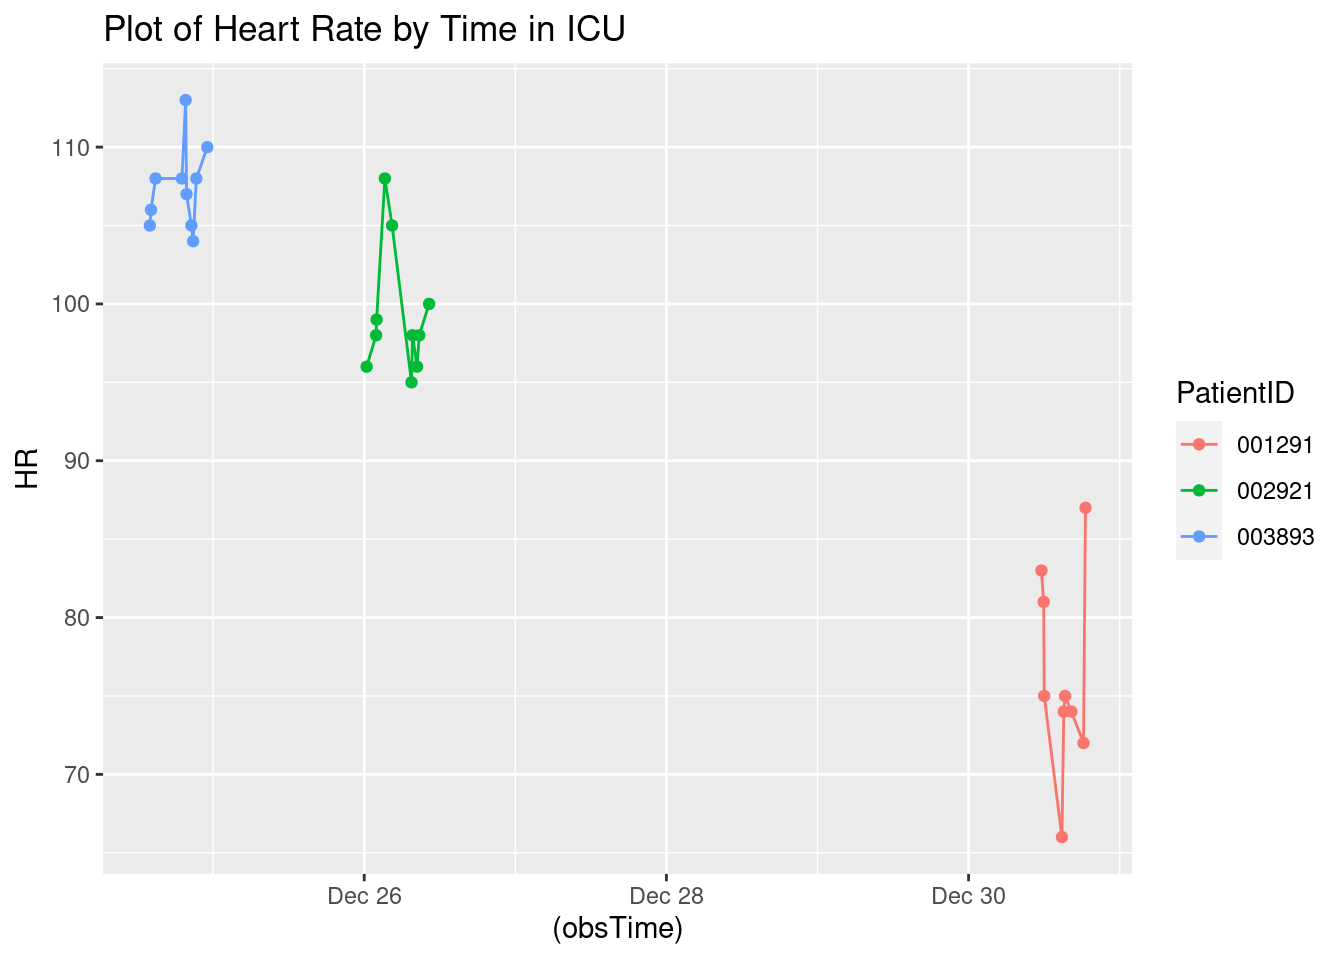 Plot of Heart Rate by Time in ICU
110
100
90
80
70
HR
Dec 26
Dec 28
Dec 30
(obsTime)
PatientID
001291
002921
003893